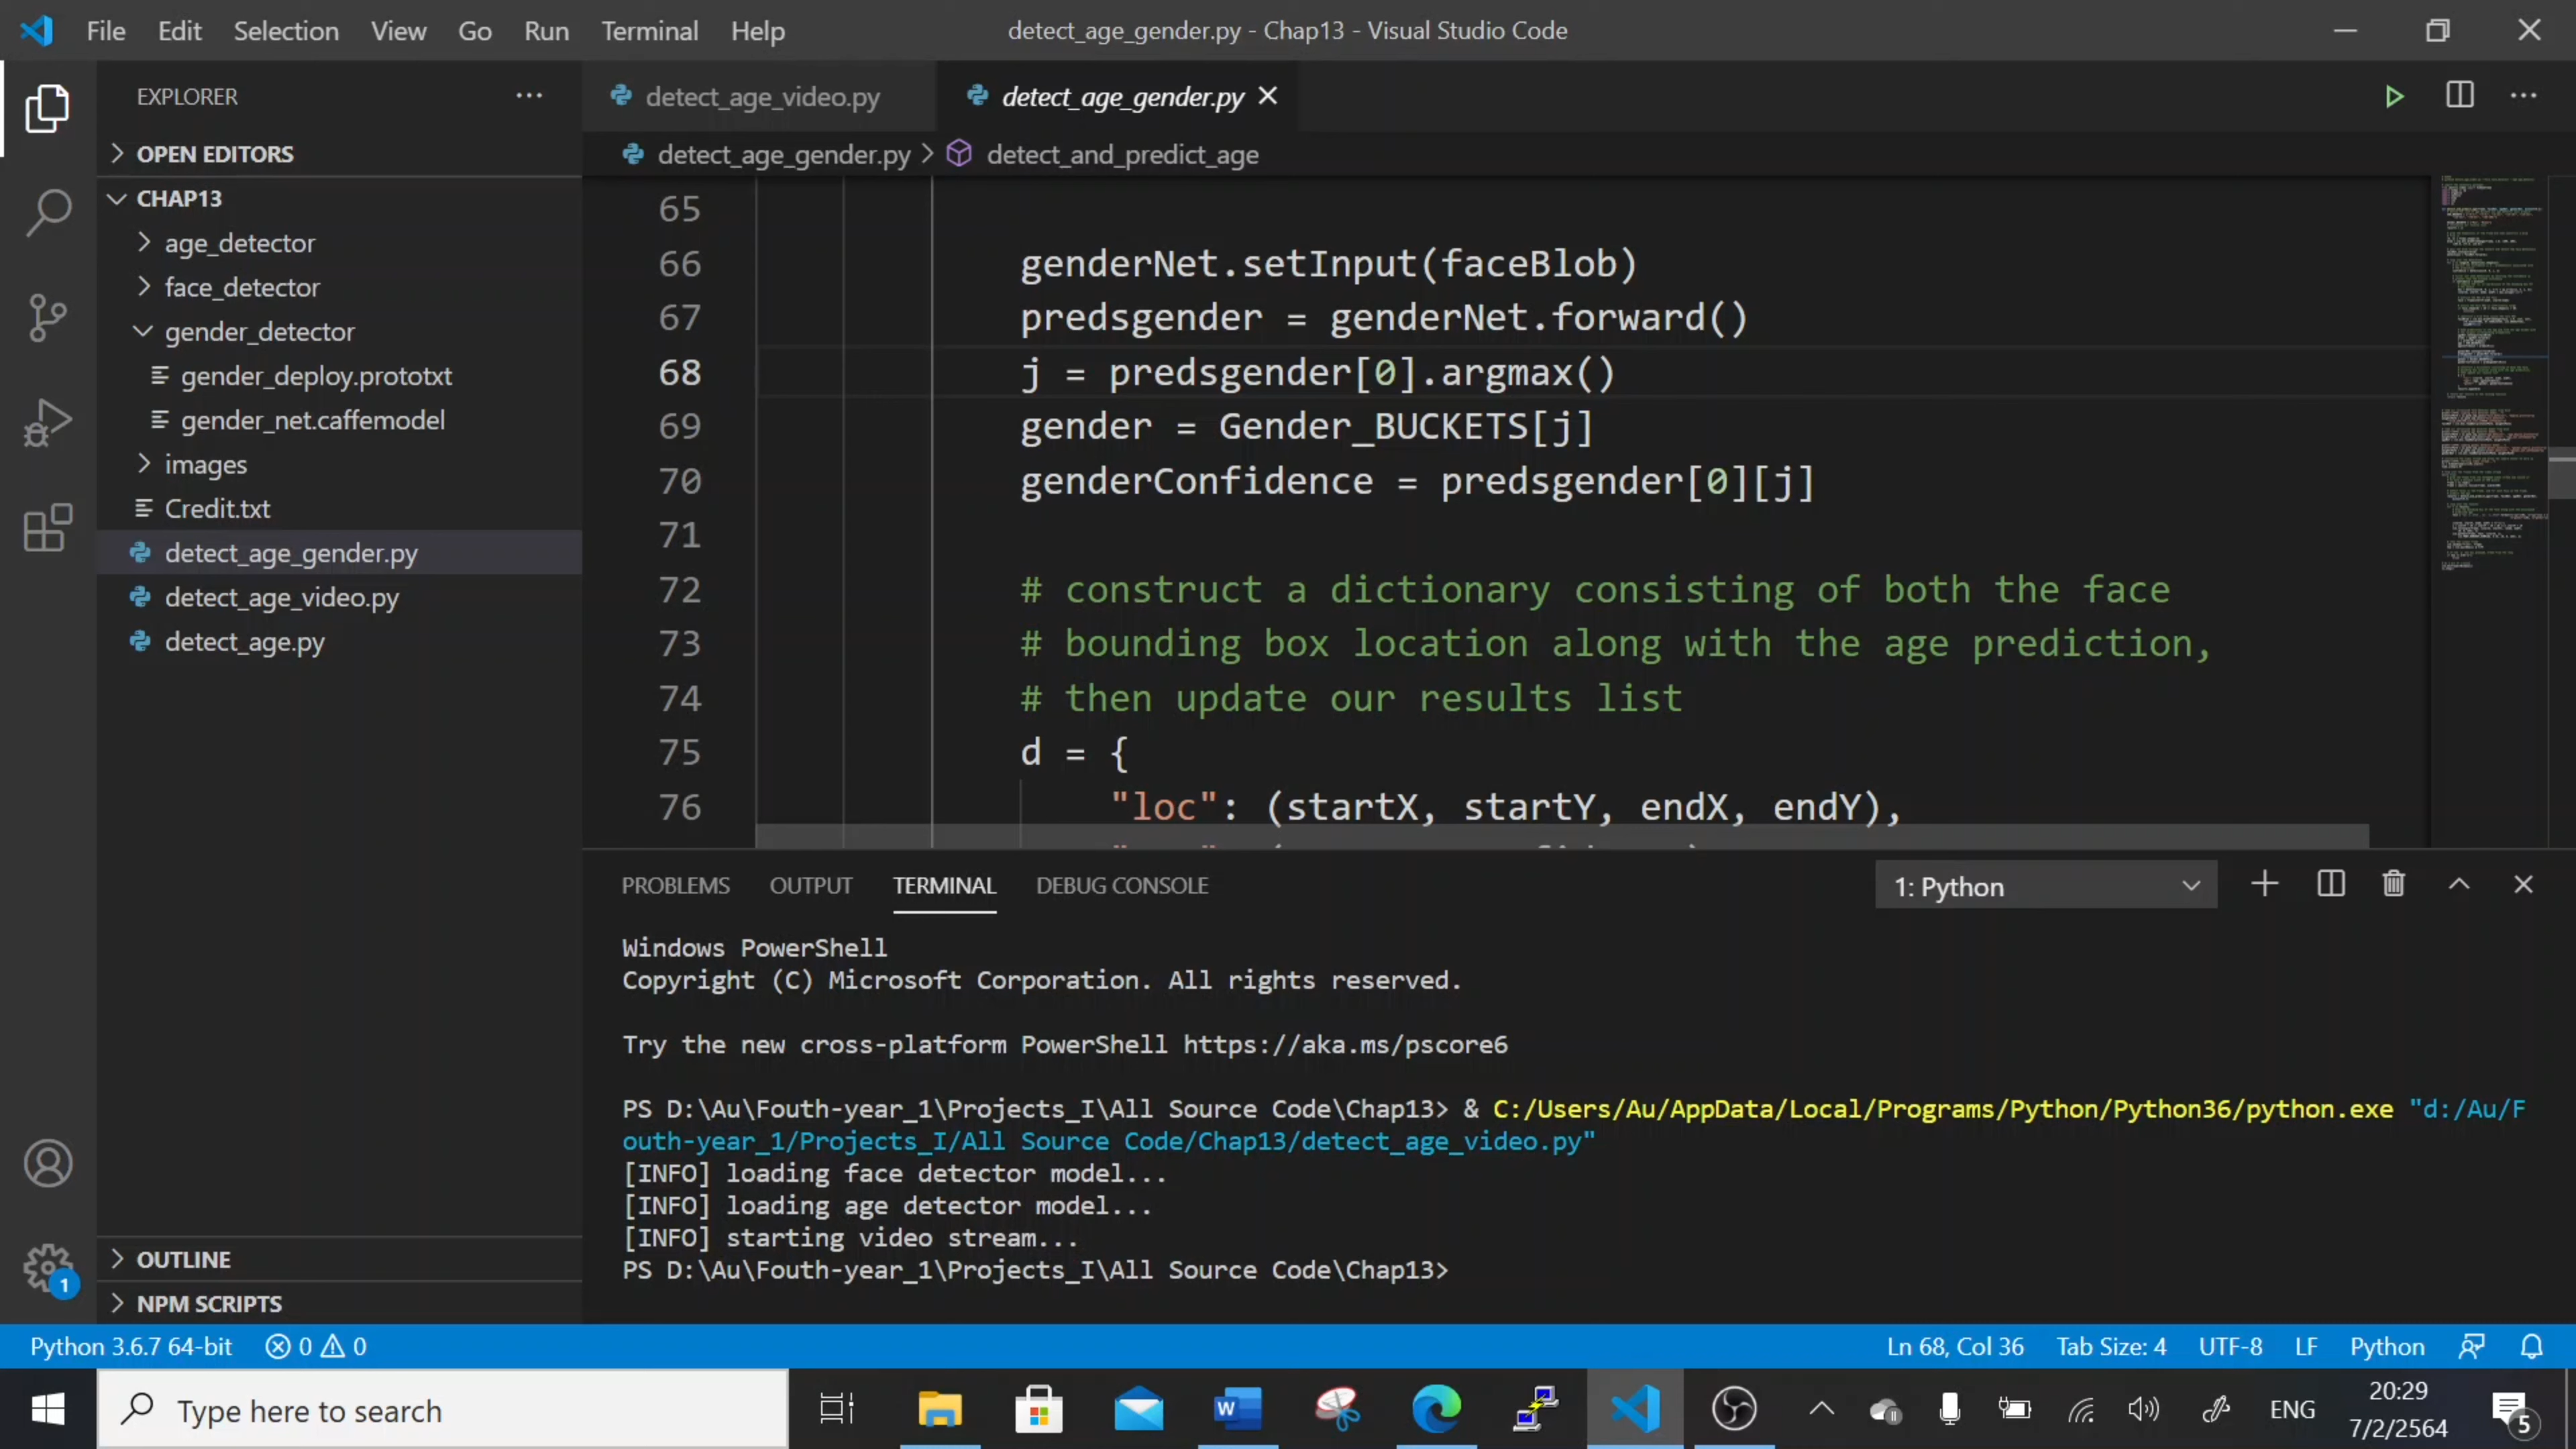 File Edit Selection View Go Run Terminal Help
detect_age_gender.py - Chap13 - Visual Studio Code
EXPLORER
OPEN EDITORS
CHAP13
age_detector
face_detector
gender_detector
gender_deploy.prototxt
gender_net.caffemodel
images
Credit.txt
detect_age_gender.py
detect_age_video.py
detect_age.py
OUTLINE
NPM SCRIPTS
detect_age_video.py
detect_age_gender.py
detect_age_gender.py > detect_and_predict_age
65
66 genderNet.setInput(faceBlob)
67 predsgender = genderNet.forward()
68 j = predsgender[0].argmax()
69 gender = Gender_BUCKETS[j]
70 genderConfidence = predsgender[0][j]
71
72 # construct a dictionary consisting of both the face
73 # bounding box location along with the age prediction,
74 # then update our results list
75 d = {
76 "loc": (startX, startY, endX, endY),
PROBLEMS OUTPUT TERMINAL DEBUG CONSOLE
1: Python
Windows PowerShell
Copyright (C) Microsoft Corporation. All rights reserved.
Try the new cross-platform PowerShell https://aka.ms/pscore6
PS D:\Au\Fouth-year_1\Projects_I\All Source Code\Chap13> & C:/Users/Au/AppData/Local/Programs/Python/Python36/python.exe "d:/Au/F
outh-year_1/Projects_I/All Source Code/Chap13/detect_age_video.py"
[INFO] loading face detector model...
[INFO] loading age detector model...
[INFO] starting video stream...
PS D:\Au\Fouth-year_1\Projects_I\All Source Code\Chap13>
1
Python 3.6.7 64-bit 0 0
Ln 68, Col 36 Tab Size: 4 UTF-8 LF Python
Type here to search
W
ENG
20:29
7/2/2564
5